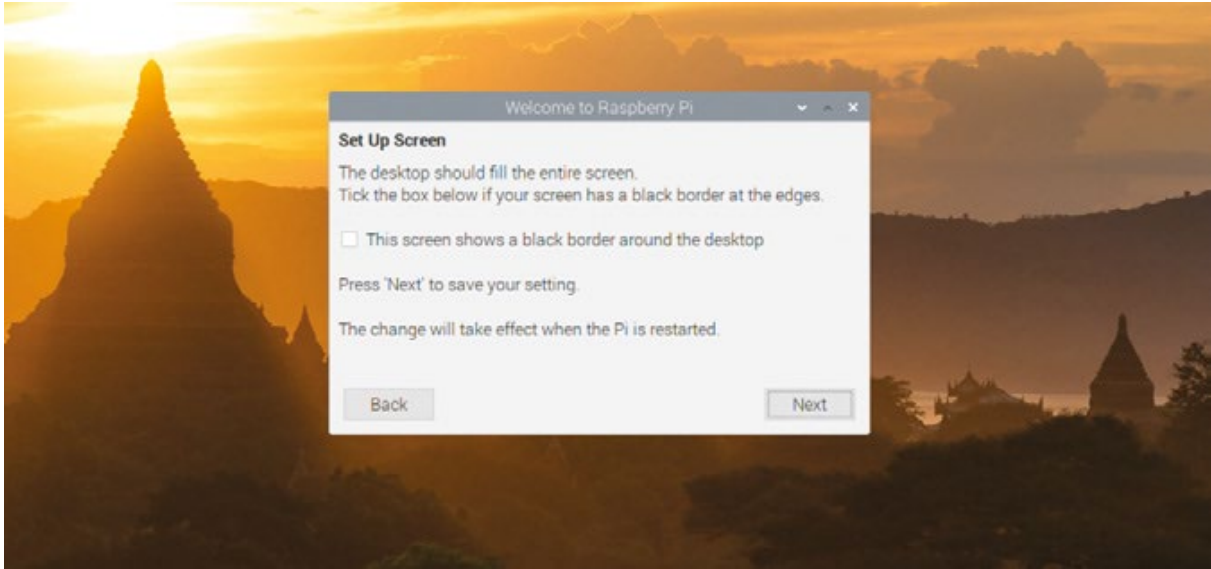 Welcome to Raspberry Pi
Set Up Screen
The desktop should fill the entire screen.
Tick the box below if your screen has a black border at the edges.
This screen shows a black border around the desktop
Press 'Next' to save your setting.
The change will take effect when the Pi is restarted.
Back
Next